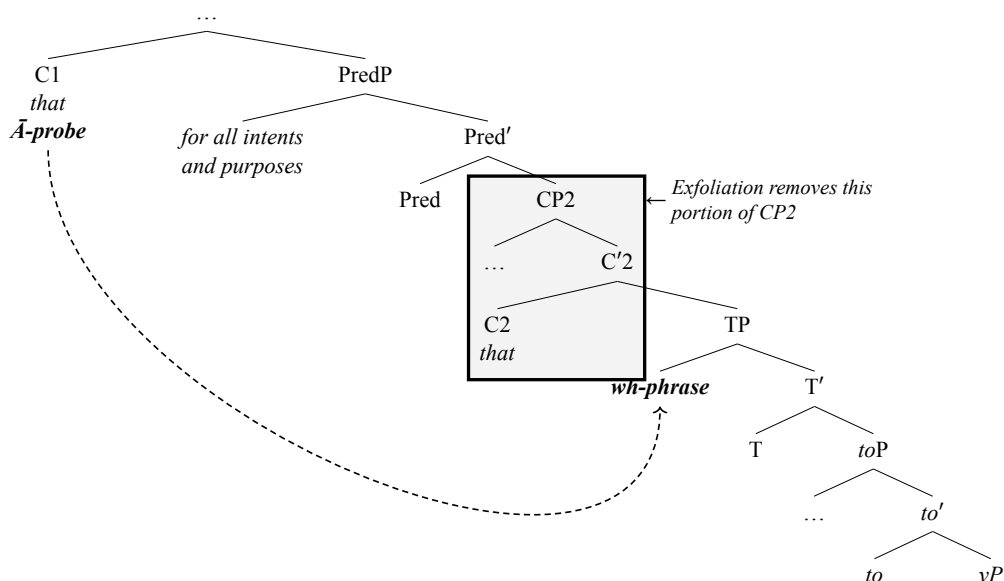 …
C1 PredP
that
Ā-probe
for all intents
and purposes
Pred′
Pred CP2
← Exfoliation removes this
portion of CP2
… C′2
C2 TP
that
wh-phrase T′
T toP
… to′
to vP